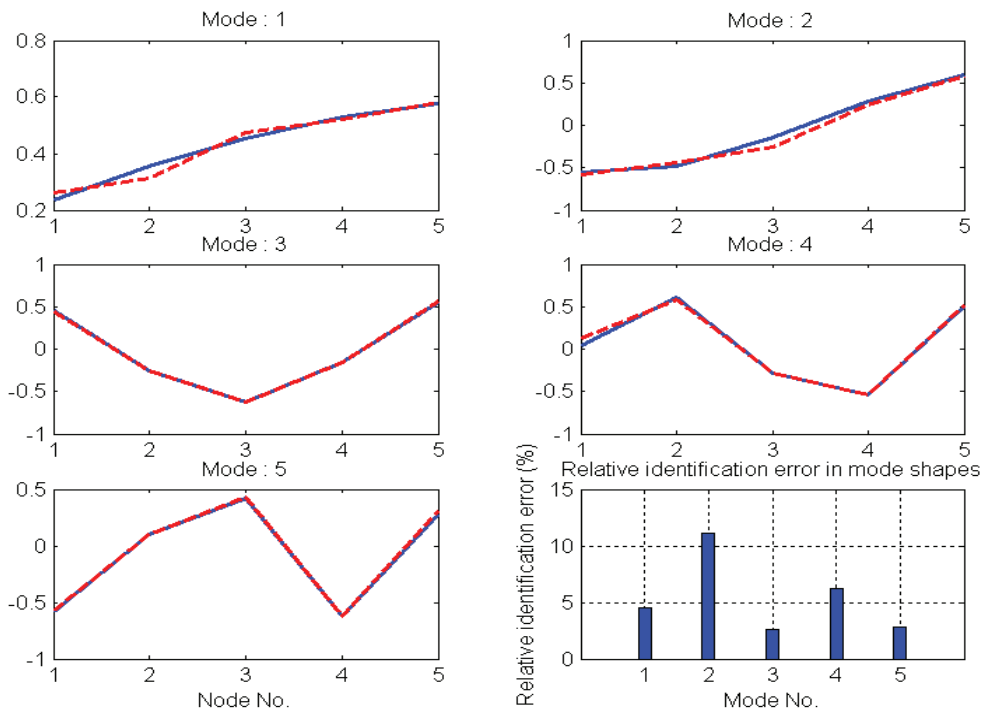 Mode : 1
0.8
0.6
0.4
0.2
1 2 3 4 5
Mode : 2
1
0.5
0
-0.5
-1
1 2 3 4 5
Mode : 3
1
0.5
0
-0.5
-1
1 2 3 4 5
Mode : 4
1
0.5
0
-0.5
-1
1 2 3 4 5
Mode : 5
0.5
0
-0.5
-1
1 2 3 4 5
Node No.
Relative identification error in mode shapes
Relative identification error (%)
15
10
5
0
1 2 3 4 5
Mode No.